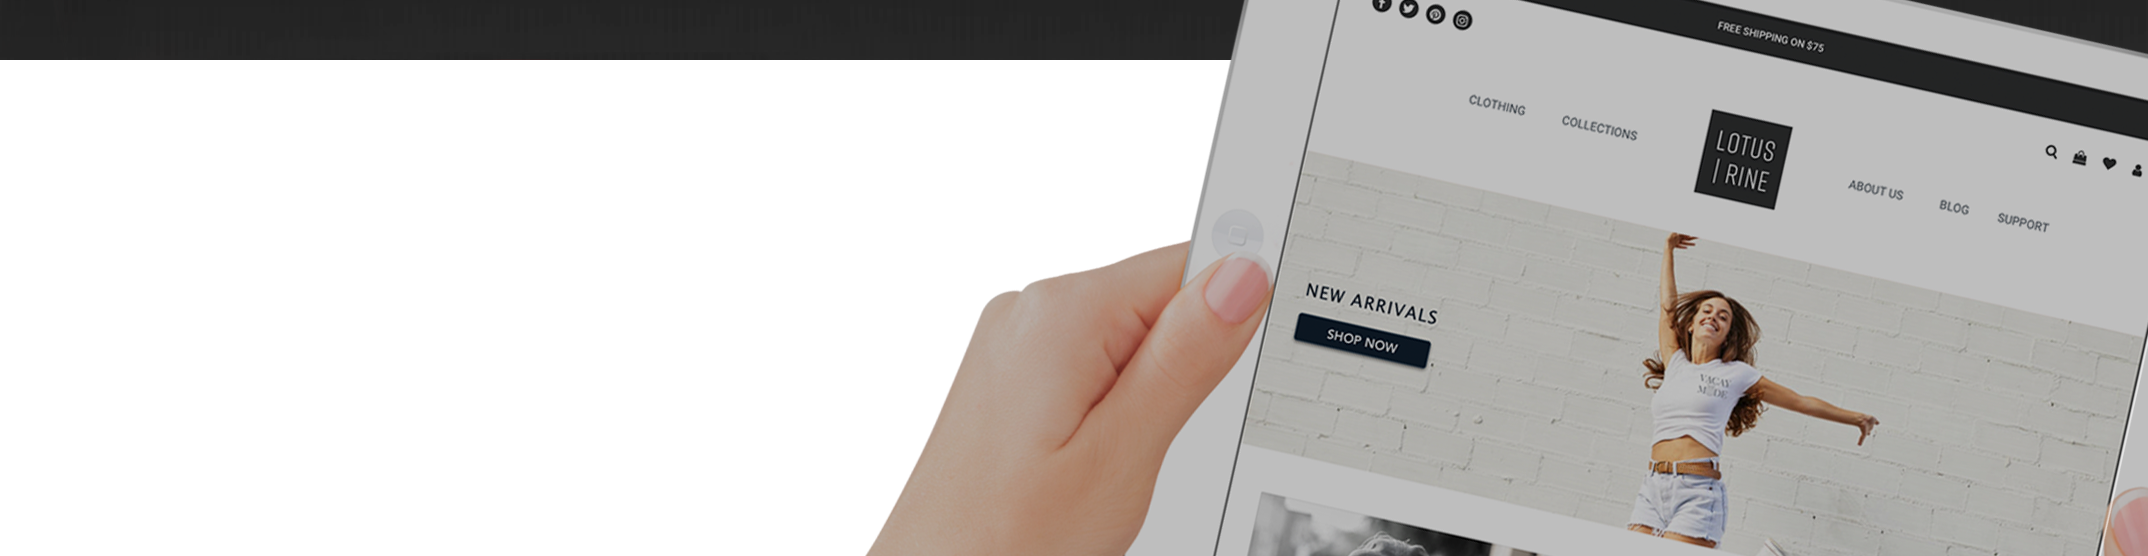 FREE SHIPPING ON $75
CLOTHING
COLLECTIONS
LOTUS
| RINE
ABOUT US
BLOG
SUPPORT
NEW ARRIVALS
SHOP NOW
VACAY
MODE